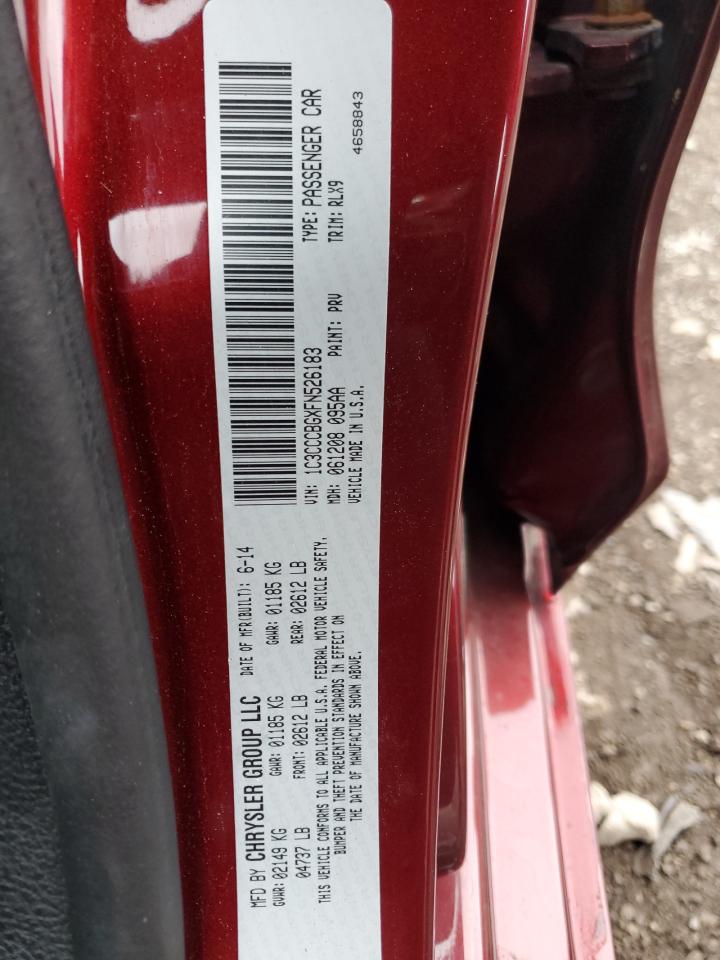 MFD BY CHRYSLER GROUP LLC DATE OF MFR(BUILT): 6-14
GVWR: 02149 KG GAWR: 01185 KG GAWR: 01185 KG
04737 LB FRONT: 02612 LB REAR: 02612 LB
THIS VEHICLE CONFORMS TO ALL APPLICABLE U.S.A. FEDERAL MOTOR VEHICLE SAFETY,
BUMPER AND THEFT PREVENTION STANDARDS IN EFFECT ON
THE DATE OF MANUFACTURE SHOWN ABOVE.
VIN: 1C3CCCBGXFN526183 TYPE: PASSENGER CAR
MDH: 061208 095AA PAINT: PRV TRIM: RLX9
VEHICLE MADE IN U.S.A. 4658843